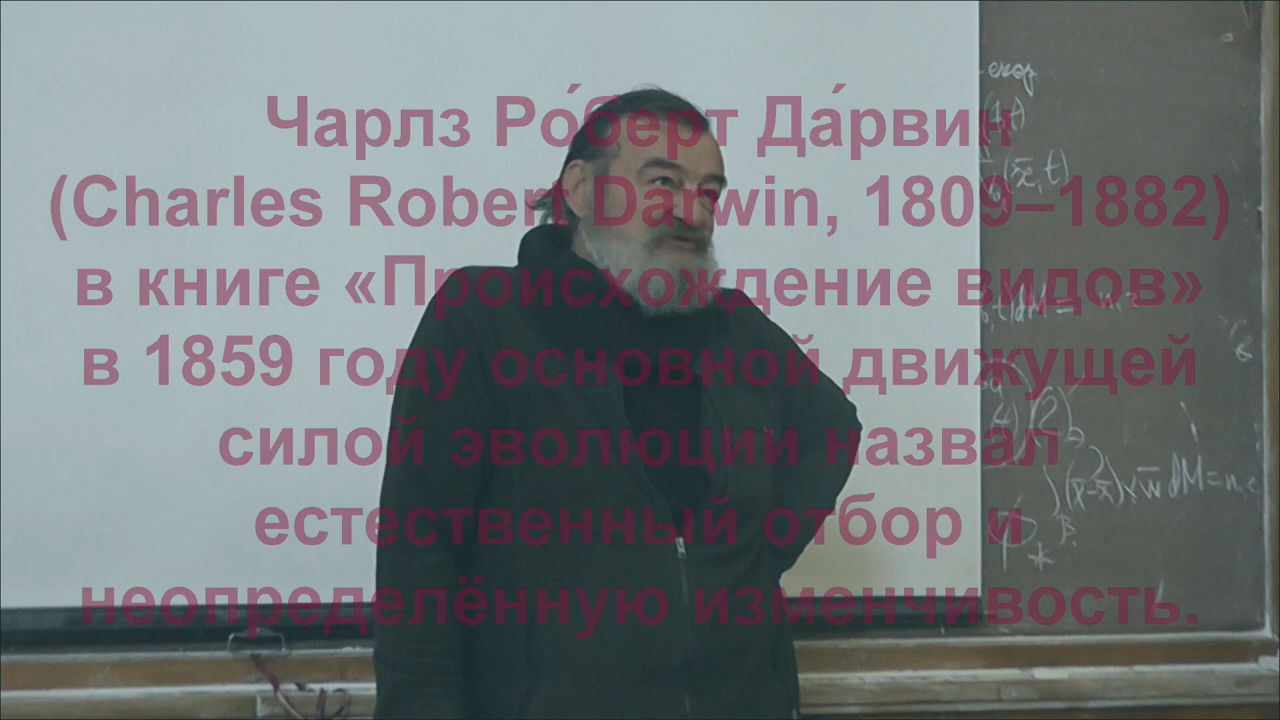 Чарлз Ро́берт Да́рвин
(Charles Robert Darwin, 1809–1882)
в книге «Происхождение видов»
в 1859 году основной движущей
силой эволюции назвал
естественный отбор и
неопределённую изменчивость.